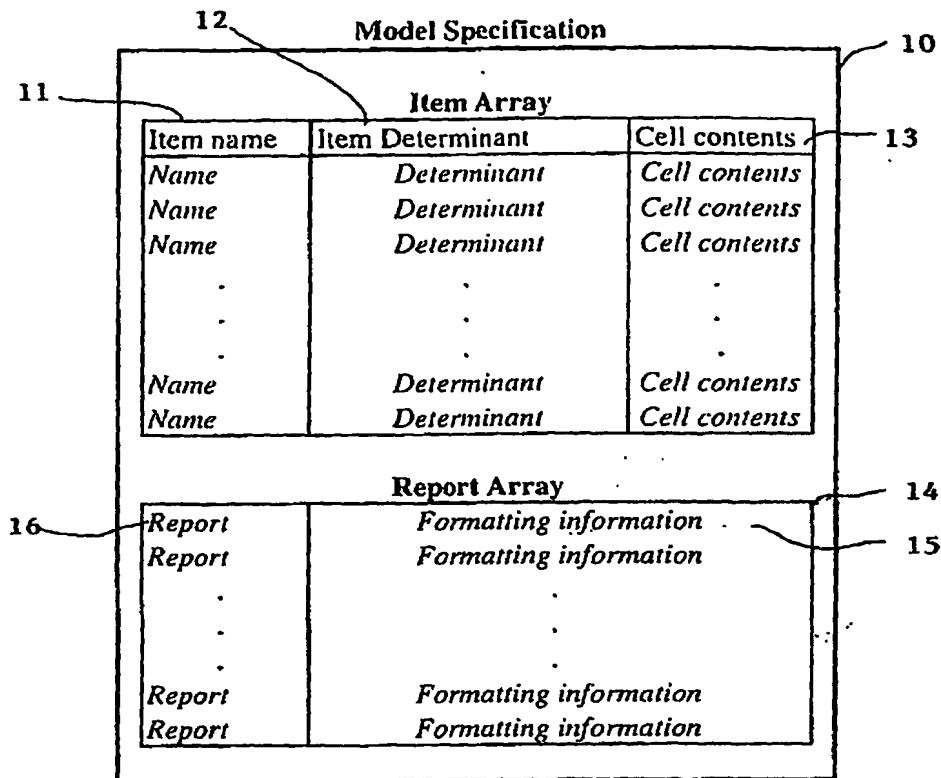 12
Model Specification
10
11
Item Array
Item name Item Determinant Cell contents
13
Name Determinant Cell contents
Name Determinant Cell contents
Name Determinant Cell contents
. . .
. . .
. . .
Name Determinant Cell contents
Name Determinant Cell contents
Report Array
14
16
Report Formatting information
15
Report Formatting information
. .
. .
. .
Report Formatting information
Report Formatting information